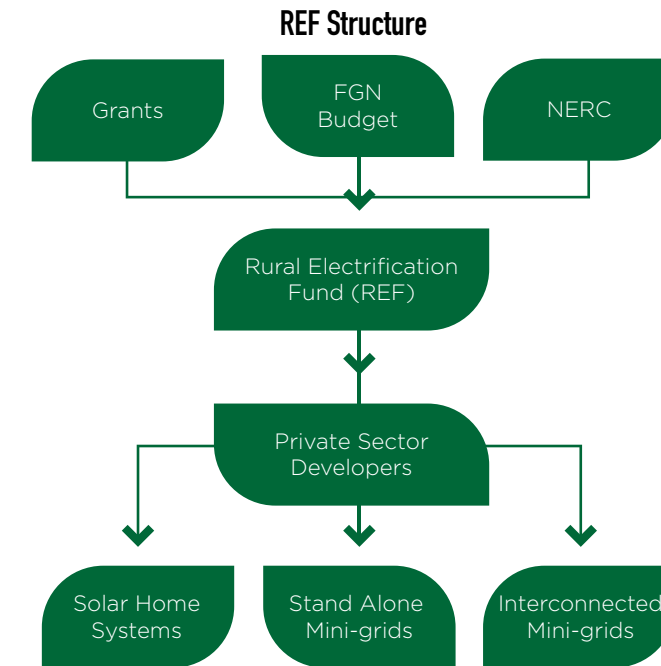 REF Structure
Grants
FGN
Budget
NERC
Rural Electrification
Fund (REF)
Private Sector
Developers
Solar Home
Systems
Stand Alone
Mini-grids
Interconnected
Mini-grids